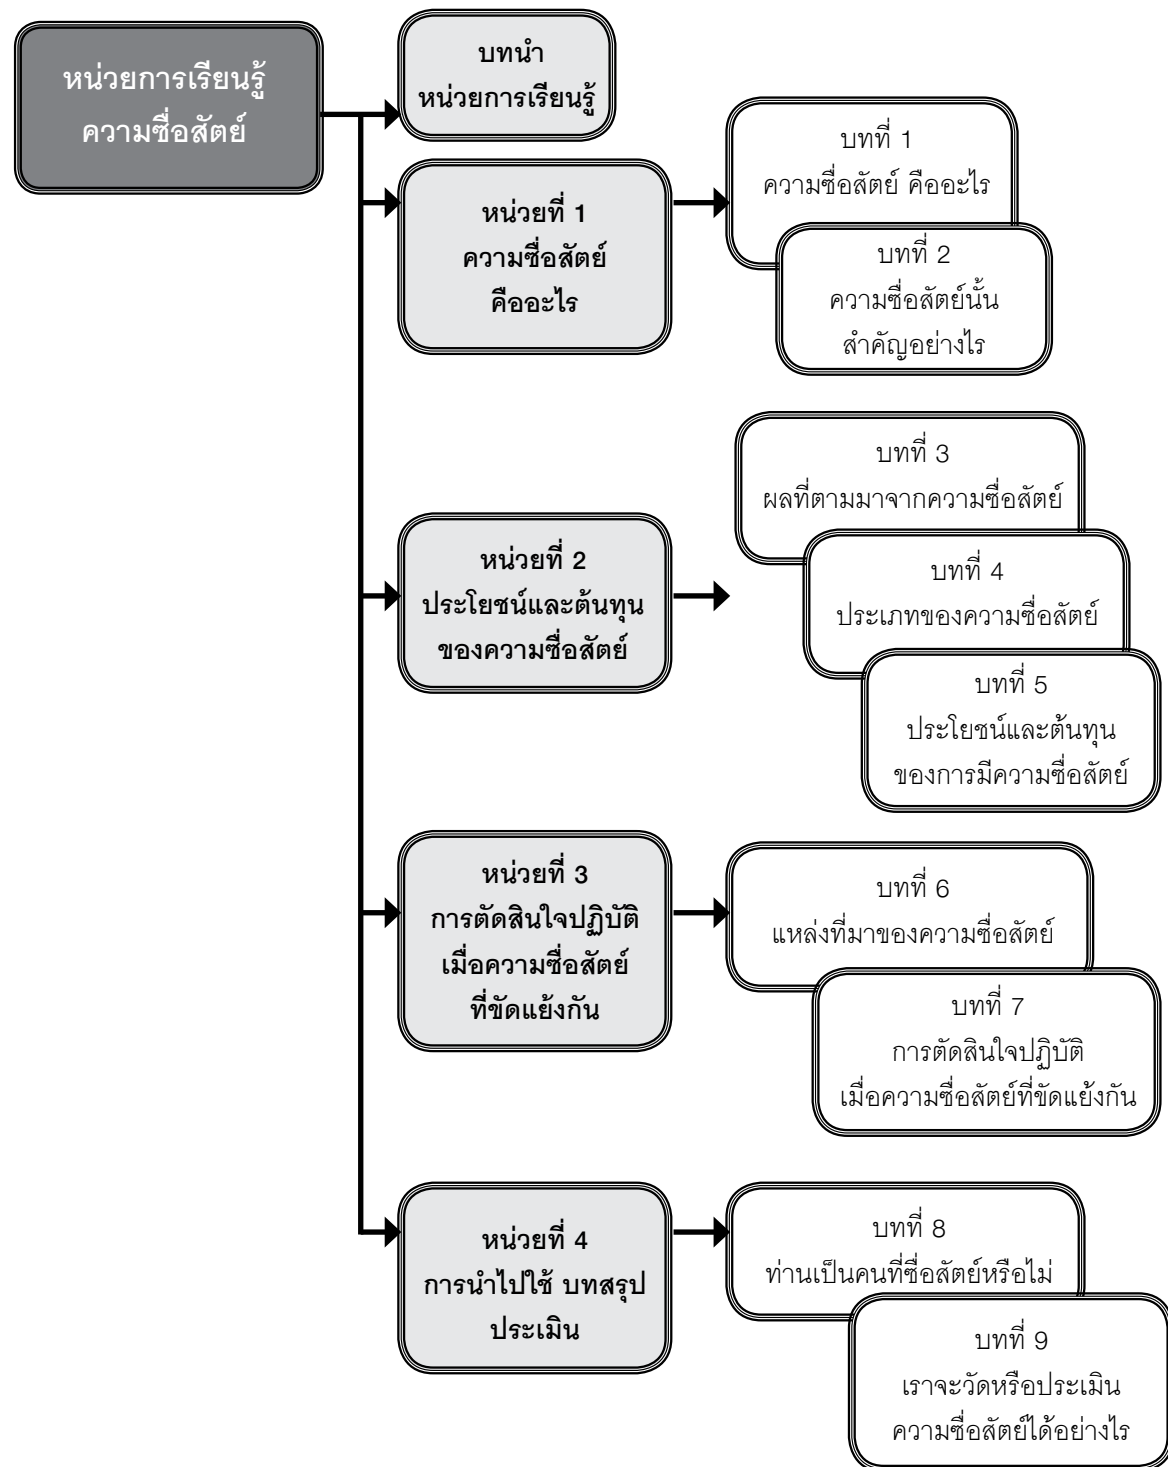 หน่วยการเรียนรู้
ความซื่อสัตย์
บทนำ
หน่วยการเรียนรู้
หน่วยที่ 1
ความซื่อสัตย์
คืออะไร
บทที่ 1
ความซื่อสัตย์ คืออะไร
บทที่ 2
ความซื่อสัตย์นั้น
สำคัญอย่างไร
หน่วยที่ 2
ประโยชน์และต้นทุน
ของความซื่อสัตย์
บทที่ 3
ผลที่ตามมาจากความซื่อสัตย์
บทที่ 4
ประเภทของความซื่อสัตย์
บทที่ 5
ประโยชน์และต้นทุน
ของการมีความซื่อสัตย์
หน่วยที่ 3
การตัดสินใจปฏิบัติ
เมื่อความซื่อสัตย์
ที่ขัดแย้งกัน
บทที่ 6
แหล่งที่มาของความซื่อสัตย์
บทที่ 7
การตัดสินใจปฏิบัติ
เมื่อความซื่อสัตย์ที่ขัดแย้งกัน
หน่วยที่ 4
การนำไปใช้ บทสรุป
ประเมิน
บทที่ 8
ท่านเป็นคนที่ซื่อสัตย์หรือไม่
บทที่ 9
เราจะวัดหรือประเมิน
ความซื่อสัตย์ได้อย่างไร